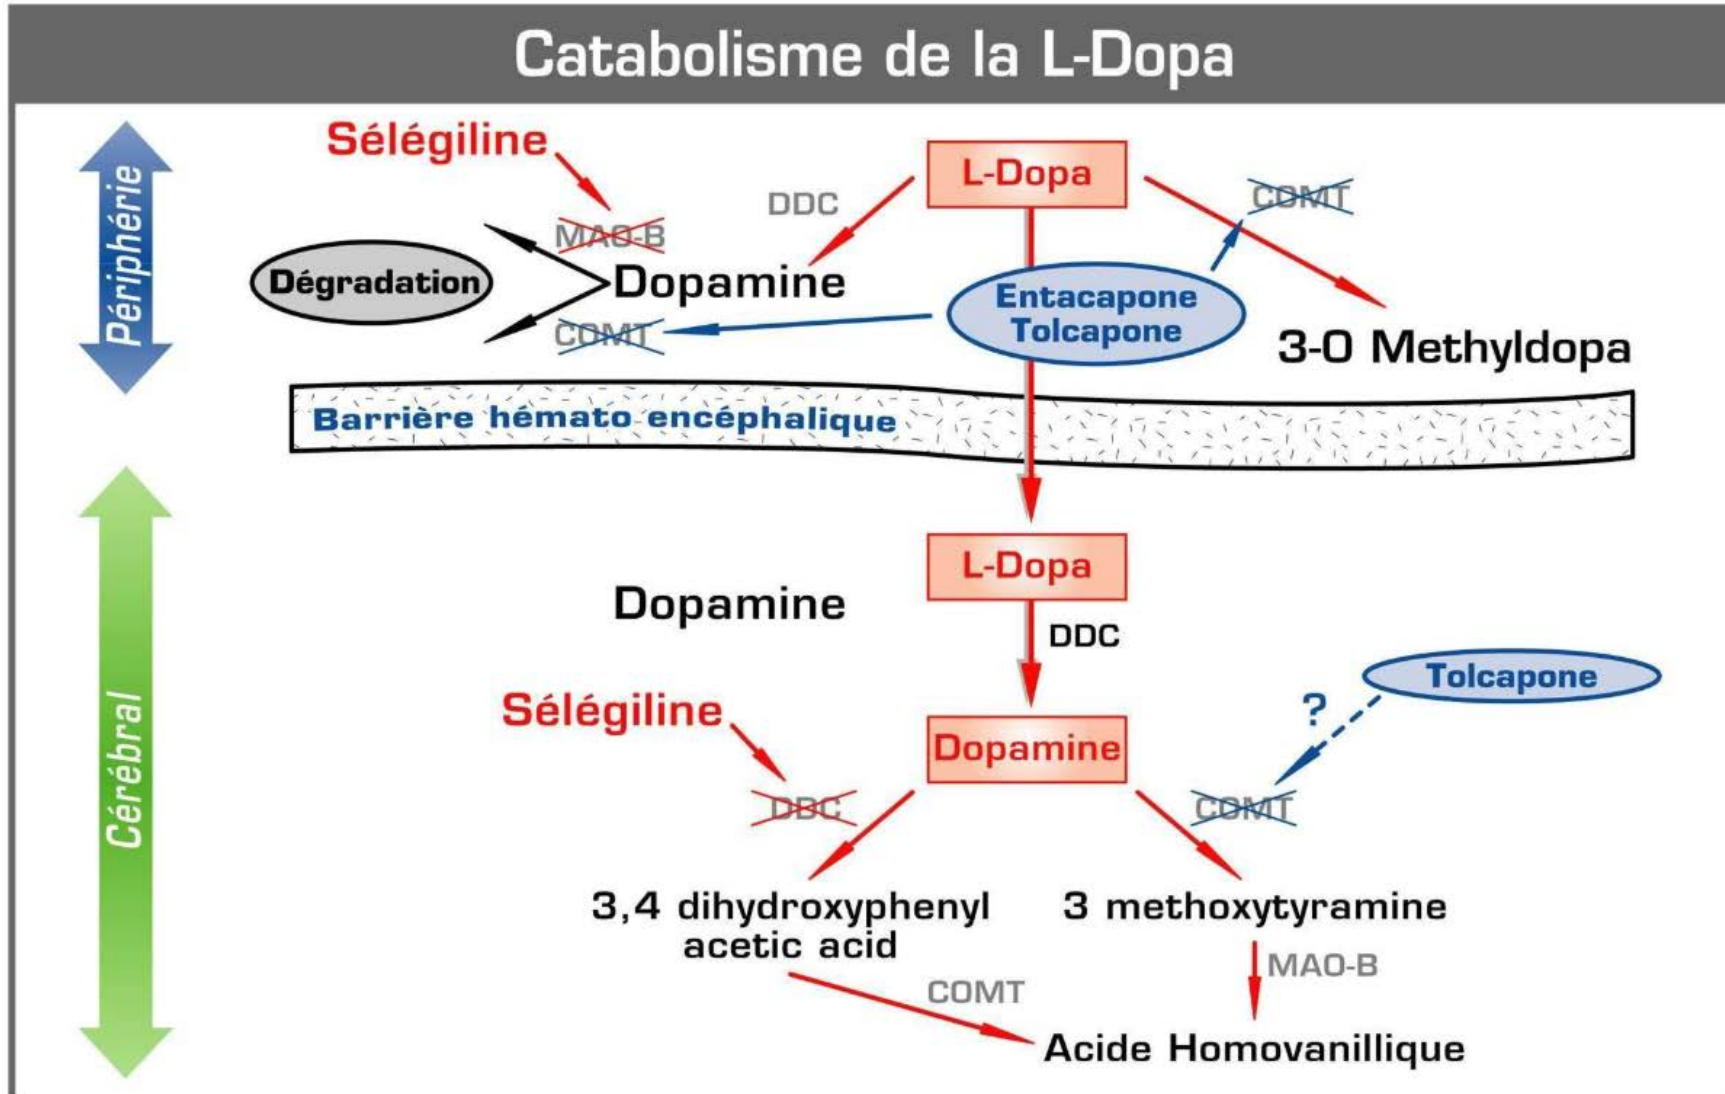 Catabolisme de la L-Dopa
Périphérie
Sélégiline
L-Dopa
DDC
COMT
MAO-B
Dégradation
Dopamine
Entacapone
Tolcapone
COMT
3-O Methyldopa
Barrière hémato encéphalique
Cérébral
L-Dopa
Dopamine
DDC
Tolcapone
Sélégiline
?
Dopamine
DDC
COMT
3,4 dihydroxyphenyl
acetic acid
3 methoxytyramine
COMT
MAO-B
Acide Homovanillique